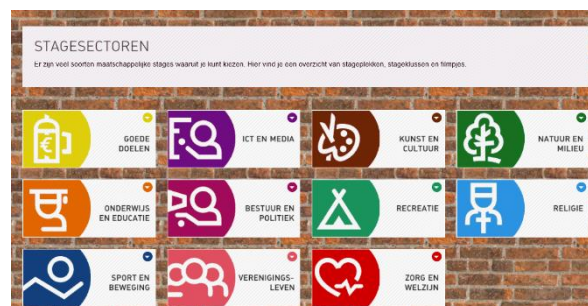 STAGESECTOREN
Er zijn veel soorten maatschappelijke stages waaruit je kunt kiezen. Hier vind je een overzicht van stageplekken, stageklussen en filmpjes.
GOEDE
DOELEN
ICT EN MEDIA
KUNST EN
CULTUUR
NATUUR EN
MILIEU
ONDERWIJS
EN EDUCATIE
BESTUUR EN
POLITIEK
RECREATIE
RELIGIE
SPORT EN
BEWEGING
VERENIGINGS-
LEVEN
ZORG EN
WELZIJN